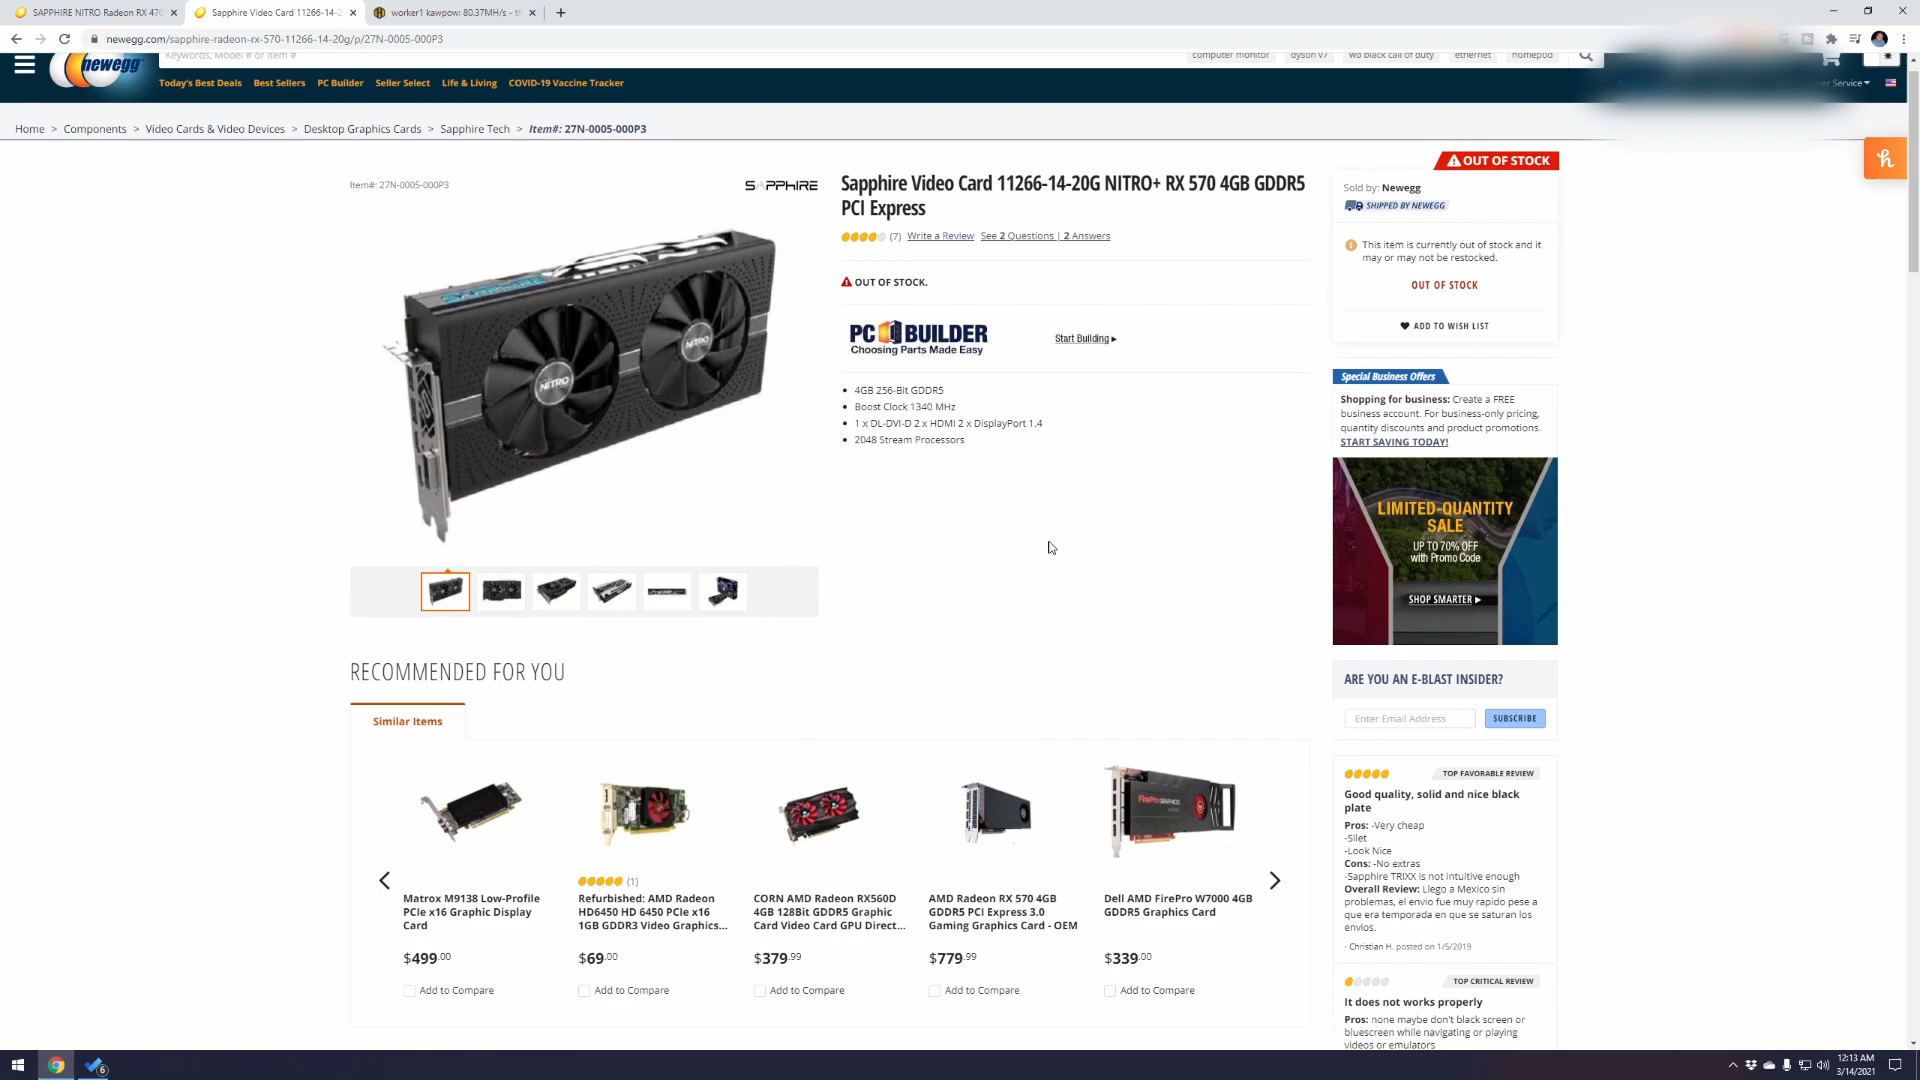 SAPPHIRE NITRO Radeon RX 470
Sapphire Video Card 11266-14-2
worker1 kawpow: 80.37MH/s - th
newegg.com/sapphire-radeon-rx-570-11266-14-20g/p/27N-0005-000P3
newegg
Keywords, Model # or Item #
computer monitor
dyson v7
wd black call of duty
ethernet
homepod
Today's Best Deals
Best Sellers
PC Builder
Seller Select
Life & Living
COVID-19 Vaccine Tracker
Service
Home > Components > Video Cards & Video Devices > Desktop Graphics Cards > Sapphire Tech > Item#: 27N-0005-000P3
Item#: 27N-0005-000P3
SAPPHIRE
SAPPHIRE
NITRO
NITRO
Sapphire Video Card 11266-14-20G NITRO+ RX 570 4GB GDDR5
PCI Express
(7) Write a Review See 2 Questions | 2 Answers
OUT OF STOCK.
PC BUILDER
Choosing Parts Made Easy
Start Building
• 4GB 256-Bit GDDR5
• Boost Clock 1340 MHz
• 1 x DL-DVI-D 2 x HDMI 2 x DisplayPort 1.4
• 2048 Stream Processors
OUT OF STOCK
Sold by: Newegg
SHIPPED BY NEWEGG
This item is currently out of stock and it
may or may not be restocked.
OUT OF STOCK
ADD TO WISH LIST
Special Business Offers
Shopping for business: Create a FREE
business account. For business-only pricing,
quantity discounts and product promotions.
START SAVING TODAY!
LIMITED-QUANTITY
SALE
UP TO 70% OFF
with Promo Code
SHOP SMARTER
ARE YOU AN E-BLAST INSIDER?
Enter Email Address
SUBSCRIBE
TOP FAVORABLE REVIEW
Good quality, solid and nice black
plate
Pros: -Very cheap
-Silet
-Look Nice
Cons: -No extras
-Sapphire TRIXX is not intuitive enough
Overall Review: Llego a Mexico sin
problemas, el envio fue muy rapido pese a
que era temporada en que se saturan los
envios.
- Christian H. posted on 1/5/2019
TOP CRITICAL REVIEW
It does not works properly
Pros: none maybe don't black screen or
bluescreen while navigating or playing
videos or emulators
RECOMMENDED FOR YOU
Similar Items
Matrox M9138 Low-Profile
PCIe x16 Graphic Display
Card
$499.00
Add to Compare
(1)
Refurbished: AMD Radeon
HD6450 HD 6450 PCIe x16
1GB GDDR3 Video Graphics...
$69.00
Add to Compare
CORN AMD Radeon RX560D
4GB 128Bit GDDR5 Graphic
Card Video Card GPU Direct...
$379.99
Add to Compare
AMD Radeon RX 570 4GB
GDDR5 PCI Express 3.0
Gaming Graphics Card - OEM
$779.99
Add to Compare
FirePro GRAPHICS
Dell AMD FirePro W7000 4GB
GDDR5 Graphics Card
$339.00
Add to Compare
6
12:13 AM
3/14/2021